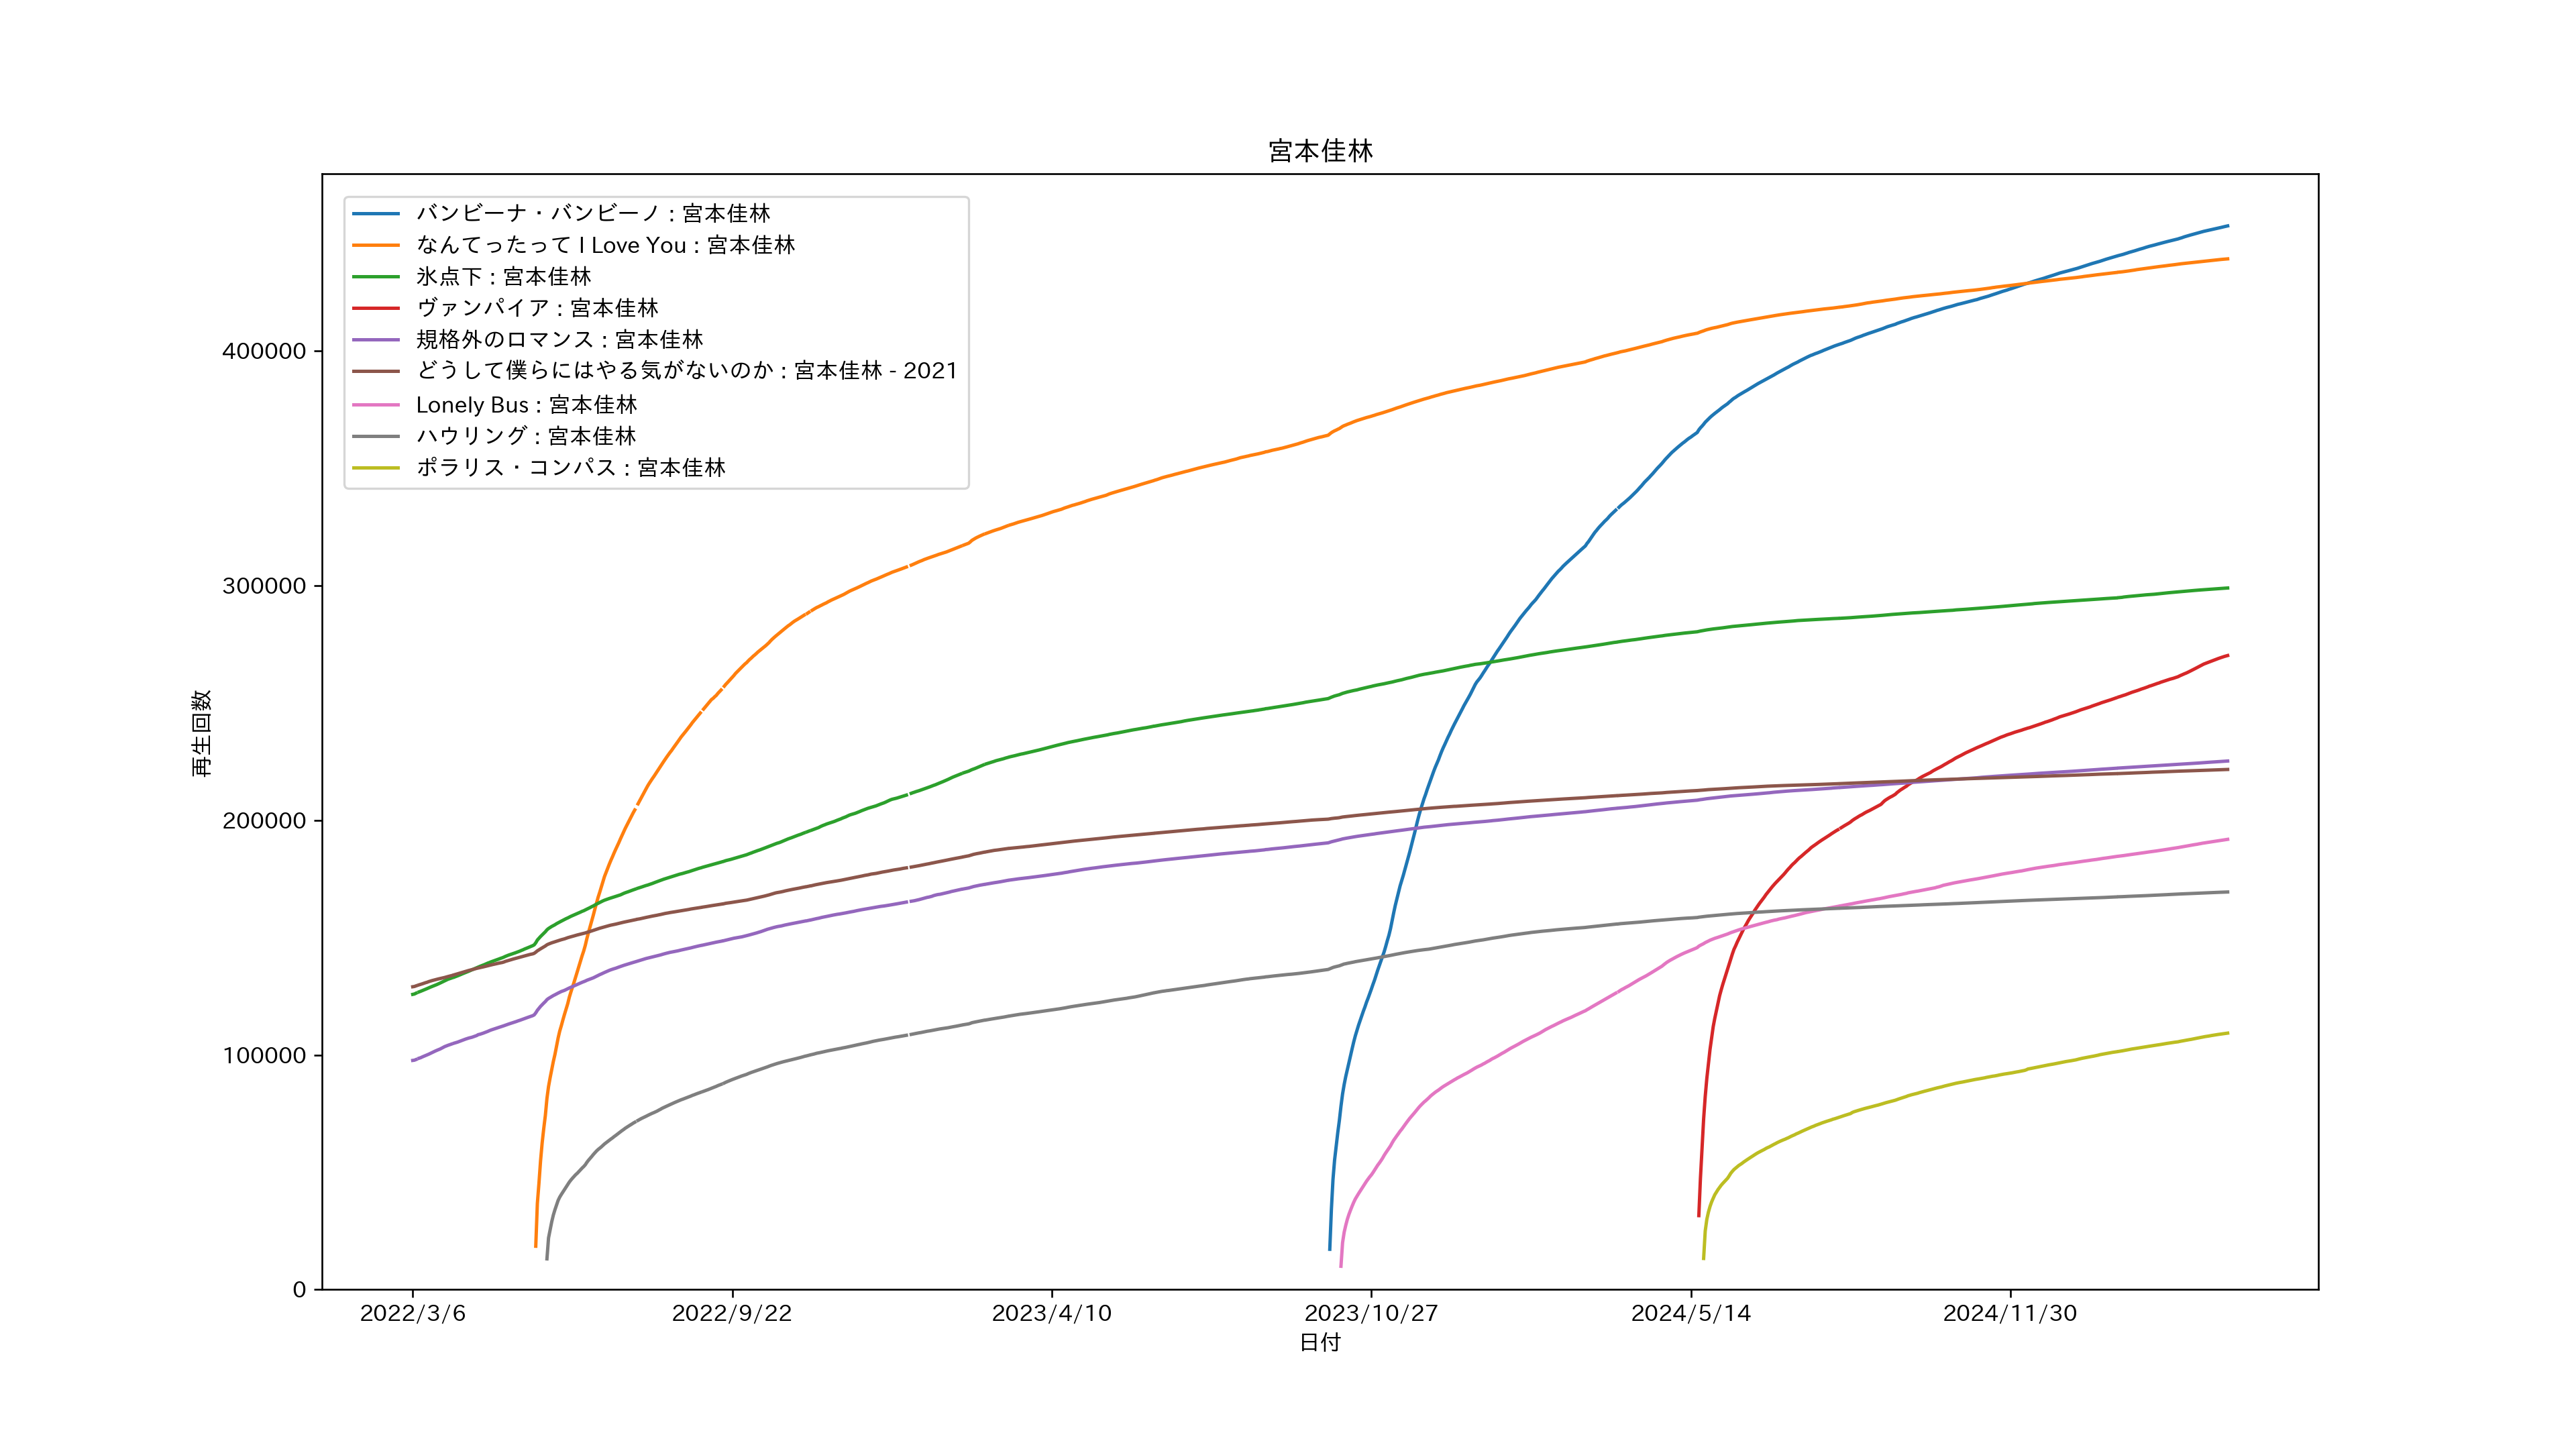 宮本佳林
バンビーナ・バンビーノ : 宮本佳林
なんてったって I Love You : 宮本佳林
氷点下 : 宮本佳林
ヴァンパイア : 宮本佳林
規格外のロマンス : 宮本佳林
どうして僕らにはやる気がないのか : 宮本佳林 - 2021
Lonely Bus : 宮本佳林
ハウリング : 宮本佳林
ポラリス・コンパス : 宮本佳林
400000
300000
200000
100000
0
再生回数
2022/3/6 2022/9/22 2023/4/10 2023/10/27 2024/5/14 2024/11/30
日付